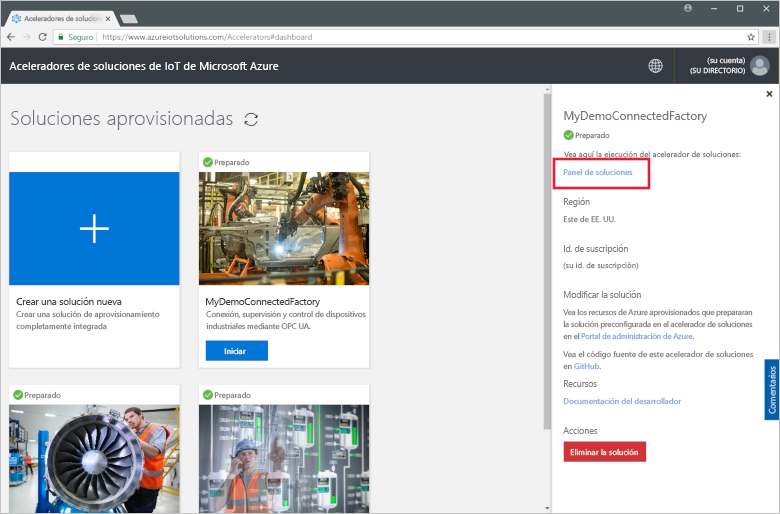 Aceleradores de solucion
Seguro
https://www.azureiotsolutions.com/Accelerators#dashboard
Aceleradores de soluciones de IoT de Microsoft Azure
(su cuenta)
(SU DIRECTORIO)
Soluciones aprovisionadas
Crear una solución nueva
Crear una solución de aprovisionamiento
completamente integrada
Preparado
MyDemoConnectedFactory
Conexión, supervisión y control de dispositivos
industriales mediante OPC UA.
Iniciar
Preparado
Preparado
MyDemoConnectedFactory
Preparado
Vea aquí la ejecución del acelerador de soluciones:
Panel de soluciones
Región
Este de EE. UU.
Id. de suscripción
(su id. de suscripción)
Modificar la solución
Vea los recursos de Azure aprovisionados que prepararan
la solución preconfigurada en el acelerador de soluciones
en el Portal de administración de Azure.
Vea el código fuente de este acelerador de soluciones
en GitHub.
Recursos
Documentación del desarrollador
Acciones
Eliminar la solución
Comentarios